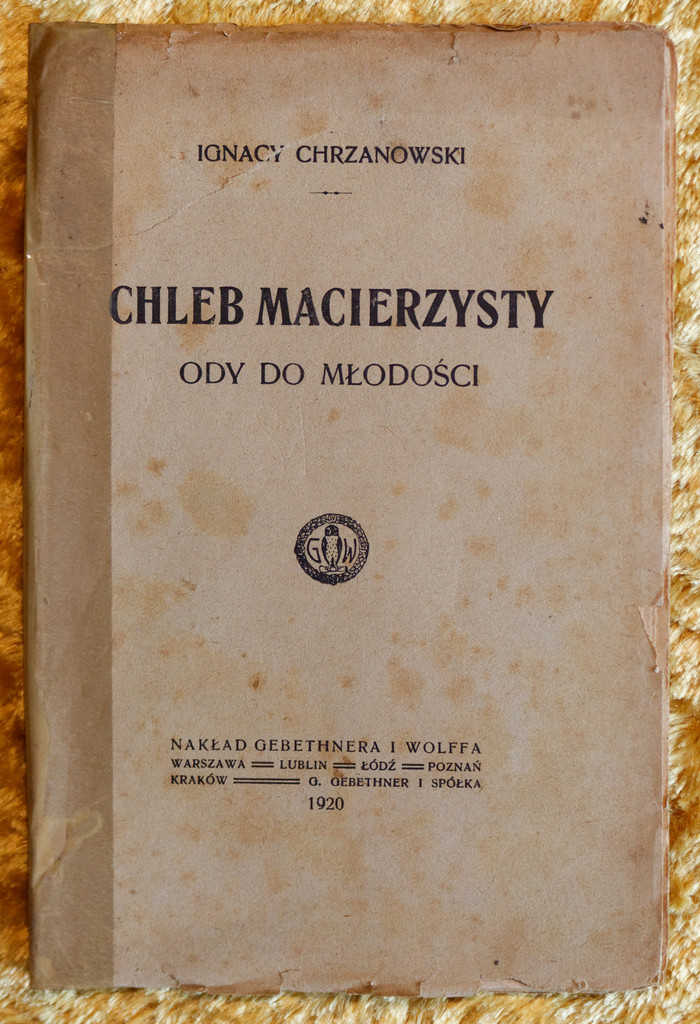 IGNACY CHRZANOWSKI
CHLEB MACIERZYSTY
ODY DO MŁODOŚCI
G W
NAKŁAD GEBETHNERA I WOLFFA
WARSZAWA = LUBLIN = ŁÓDŹ = POZNAŃ
KRAKÓW = G. GEBETHNER I SPÓŁKA
1920